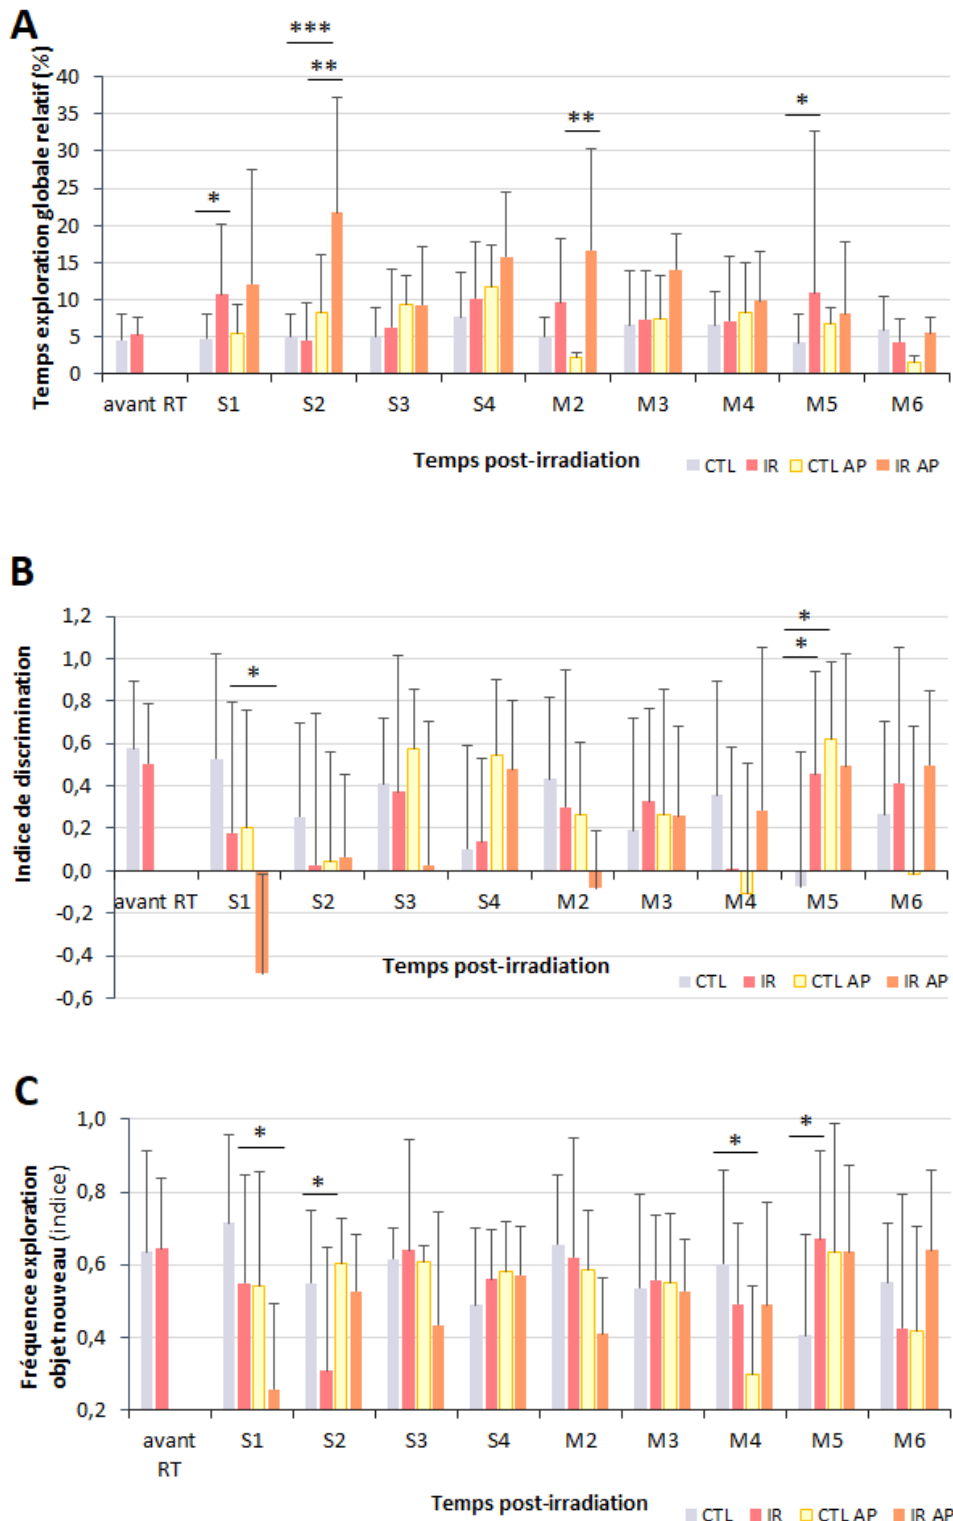 A
Temps exploration globale relatif (%)
***
**
**
*
*
40
35
30
25
20
15
10
5
0
avant RT S1 S2 S3 S4 M2 M3 M4 M5 M6
Temps post-irradiation
CTL IR CTL AP IR AP
B
Indice de discrimination
*
*
*
1,2
1,0
0,8
0,6
0,4
0,2
0,0
-0,2
-0,4
-0,6
avant RT S1 S2 S3 S4 M2 M3 M4 M5 M6
Temps post-irradiation
CTL IR CTL AP IR AP
C
Fréquence exploration
objet nouveau (indice)
*
*
*
*
1,0
0,8
0,6
0,4
0,2
avant S1 S2 S3 S4 M2 M3 M4 M5 M6
RT
Temps post-irradiation
CTL IR CTL AP IR AP